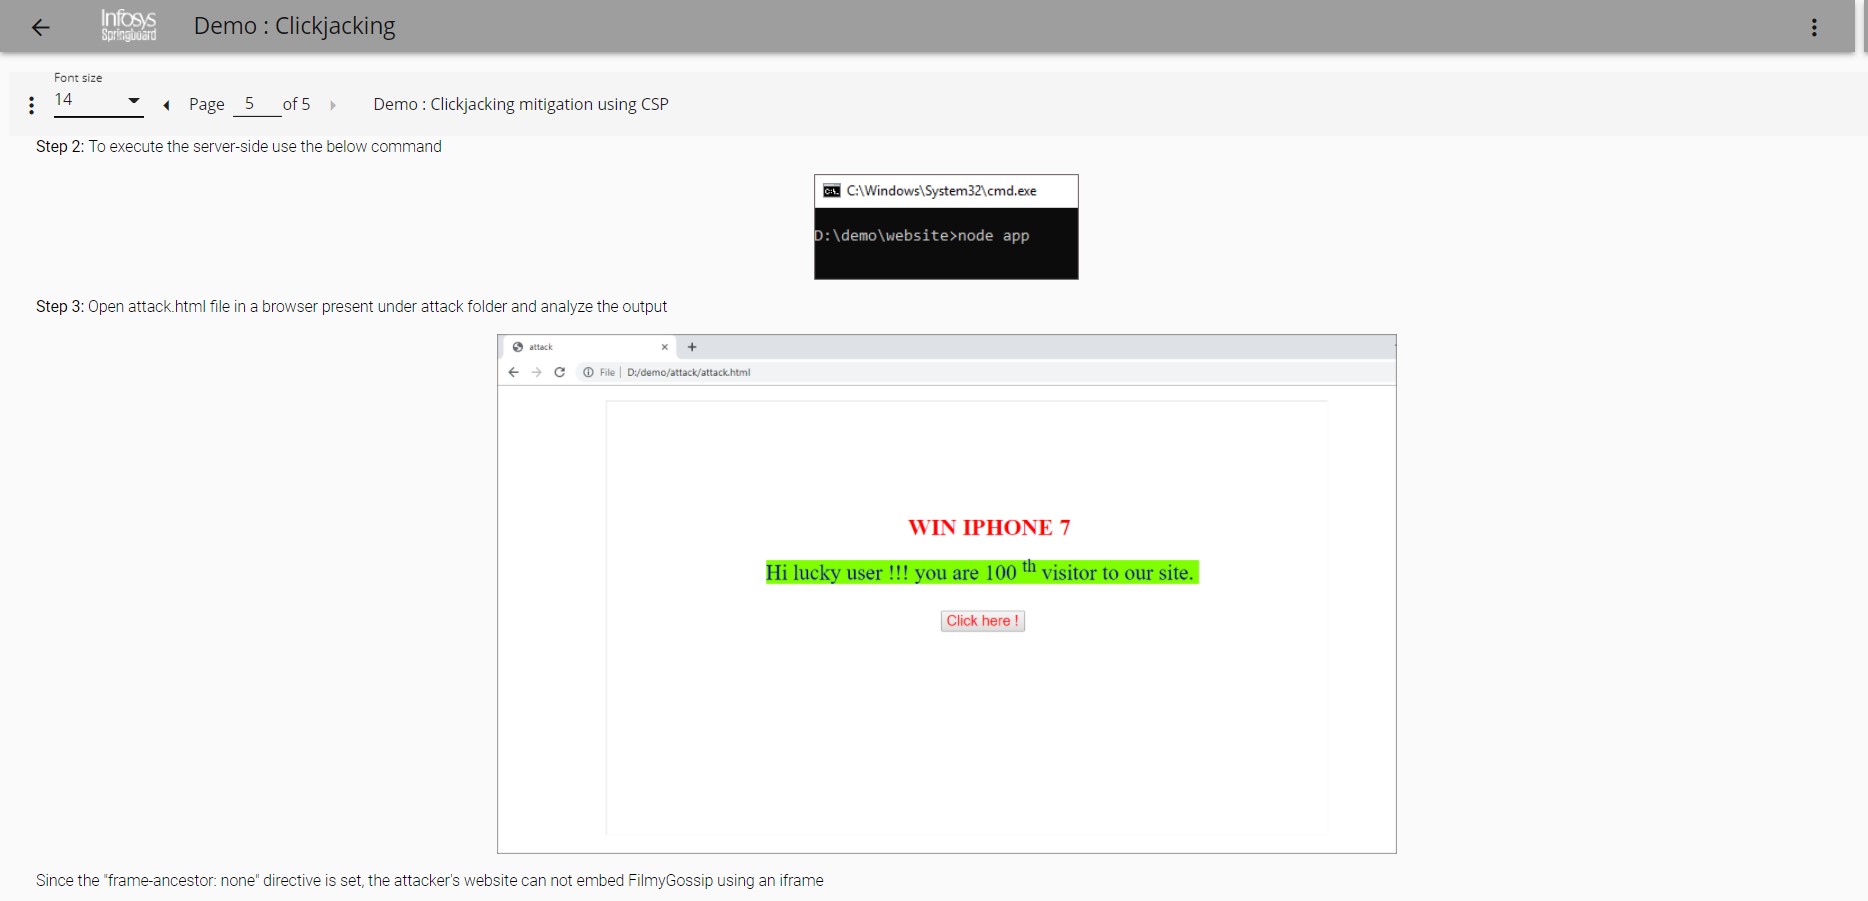 Infosys
Springboard
Demo : Clickjacking
Font size
14
Page 5 of 5
Demo : Clickjacking mitigation using CSP
Step 2: To execute the server-side use the below command
C:\Windows\System32\cmd.exe
D:\demo\website>node app
Step 3: Open attack.html file in a browser present under attack folder and analyze the output
attack
File | D:/demo/attack/attack.html
WIN IPHONE 7
Hi lucky user !!! you are 100 th visitor to our site.
Click here !
Since the "frame-ancestor: none" directive is set, the attacker's website can not embed FilmyGossip using an iframe